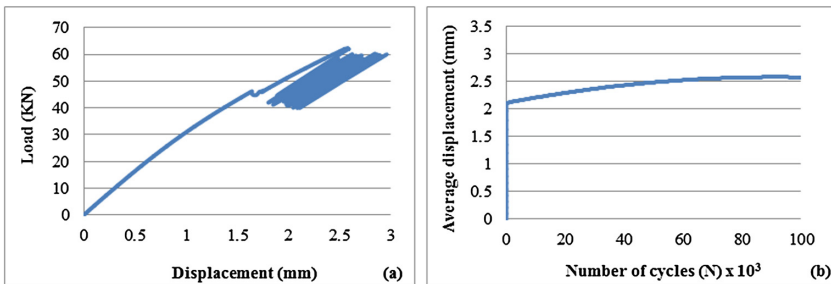 70
60
50
40
30
20
10
0
Load (KN)
0 0.5 1 1.5 2 2.5 3
Displacement (mm) (a)
3.5
3
2.5
2
1.5
1
0.5
0
Average displacement (mm)
0 20 40 60 80 100
Number of cycles (N) x 10³ (b)